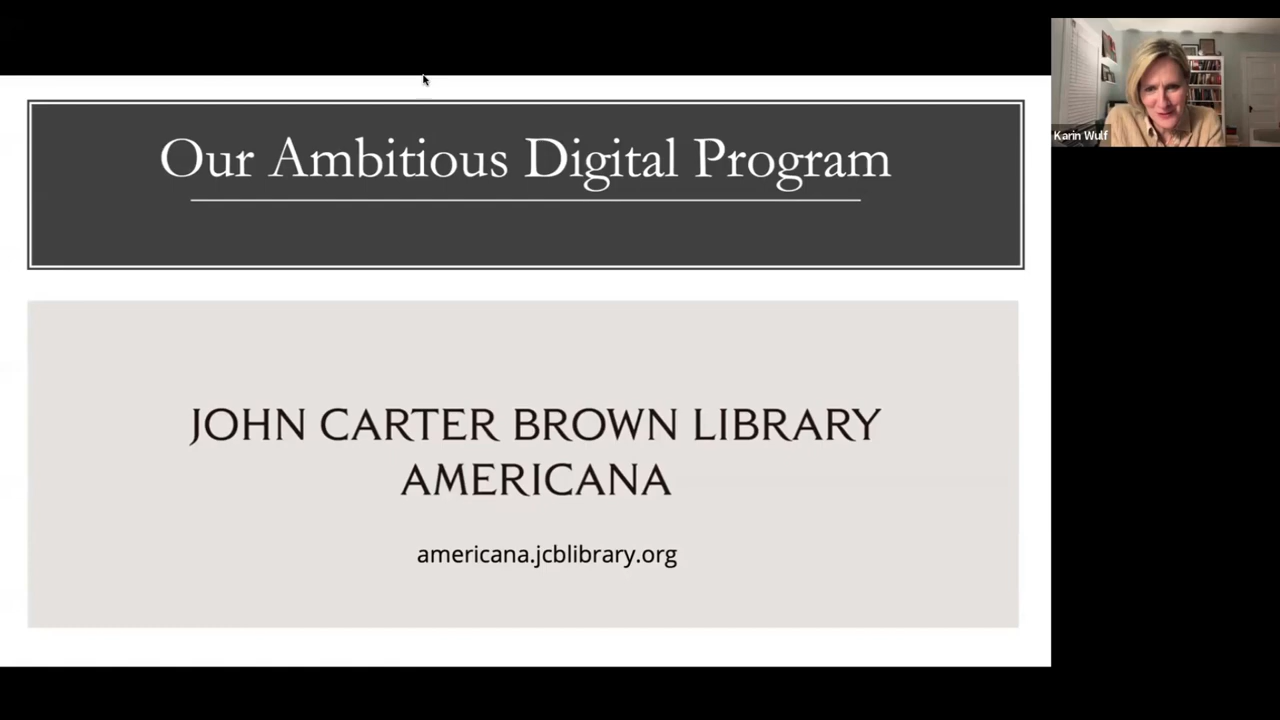 Our Ambitious Digital Program
Karin Wulf
JOHN CARTER BROWN LIBRARY
AMERICANA
americana.jcblibrary.org